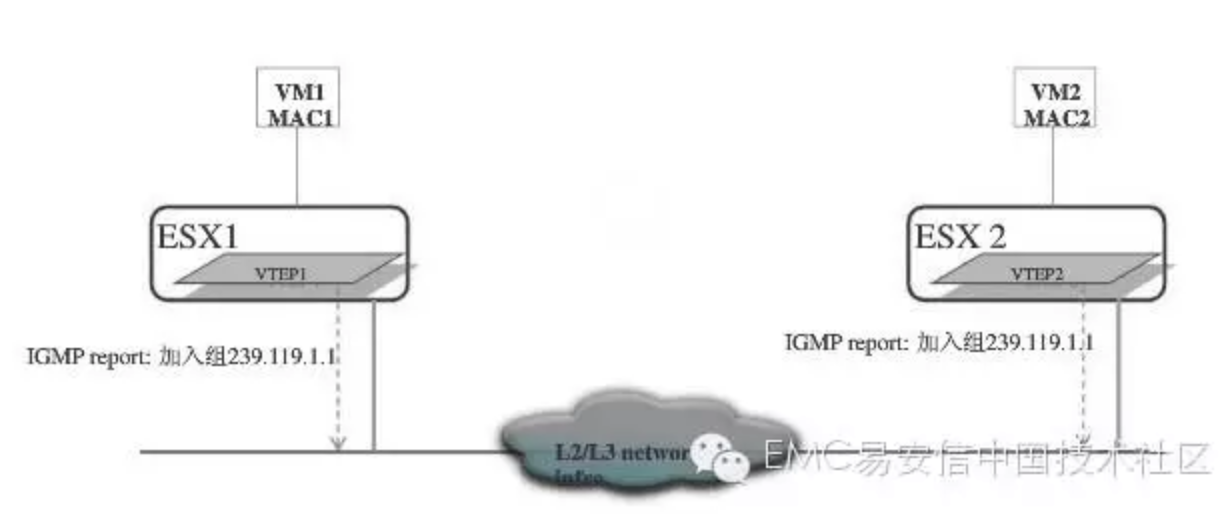 VM1
MAC1
VM2
MAC2
ESX1
VTEP1
ESX 2
VTEP2
IGMP report: 加入组239.119.1.1
IGMP report: 加入组239.119.1.1
L2/L3 networ
infra
EMC易安信中国技术社区